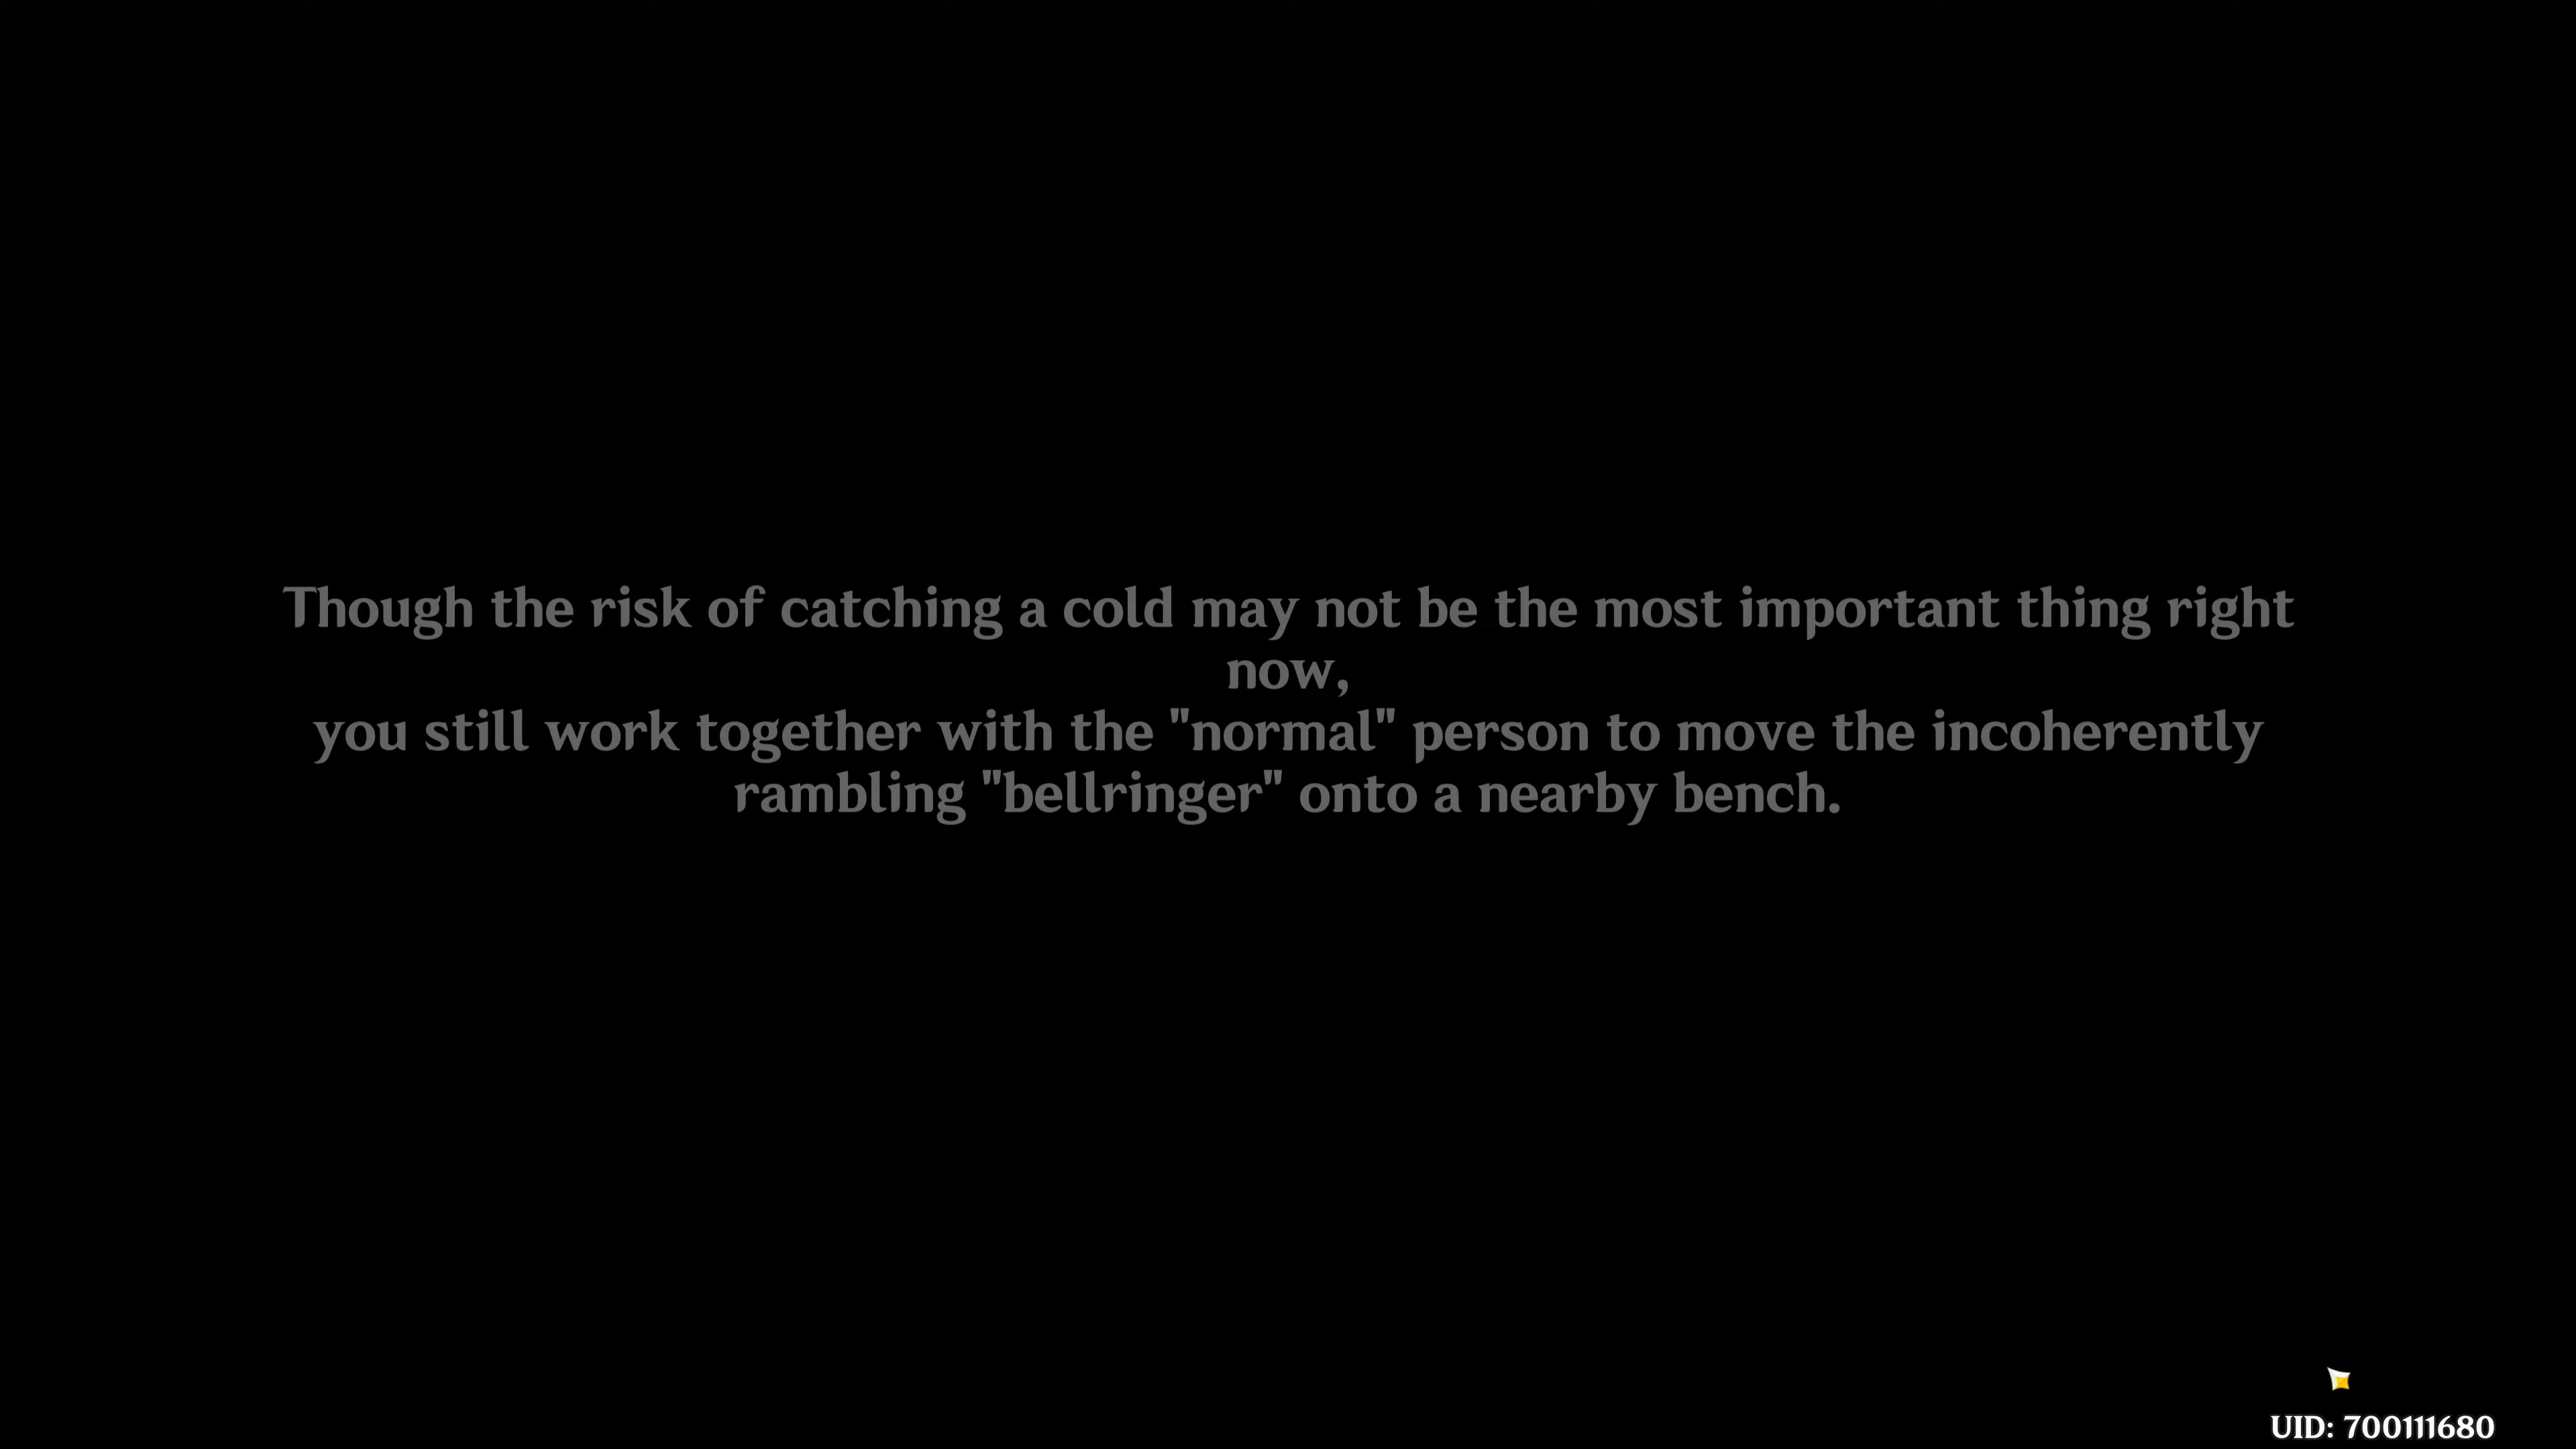 Though the risk of catching a cold may not be the most important thing right
now,
you still work together with the "normal" person to move the incoherently
rambling "bellringer" onto a nearby bench.
UID: 700111680